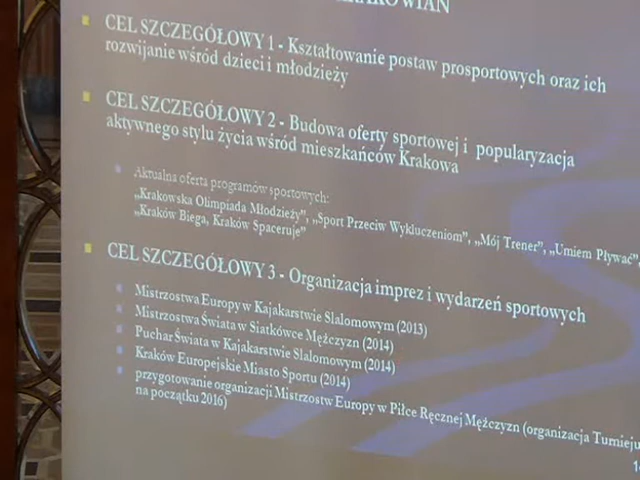 CEL SZCZEGÓŁOWY 1 - Kształtowanie postaw prosportowych oraz ich
rozwijanie wśród dzieci i młodzieży
CEL SZCZEGÓŁOWY 2 - Budowa oferty sportowej i popularyzacja
aktywnego stylu życia wśród mieszkańców Krakowa
Aktualna oferta programów sportowych:
„Krakowska Olimpiada Młodzieży", „Sport Przeciw Wykluczeniom", „Mój Trener", „Umiem Pływać",
„Kraków Biega, Kraków Spaceruje"
CEL SZCZEGÓŁOWY 3 - Organizacja imprez i wydarzeń sportowych
Mistrzostwa Europy w Kajakarstwie Slalomowym (2013)
Mistrzostwa Świata w Siatkówce Mężczyzn (2014)
Puchar Świata w Kajakarstwie Slalomowym (2014)
Kraków Europejskie Miasto Sportu (2014)
przygotowanie organizacji Mistrzostw Europy w Piłce Ręcznej Mężczyzn (organizacja Turnieju
na początku 2016)